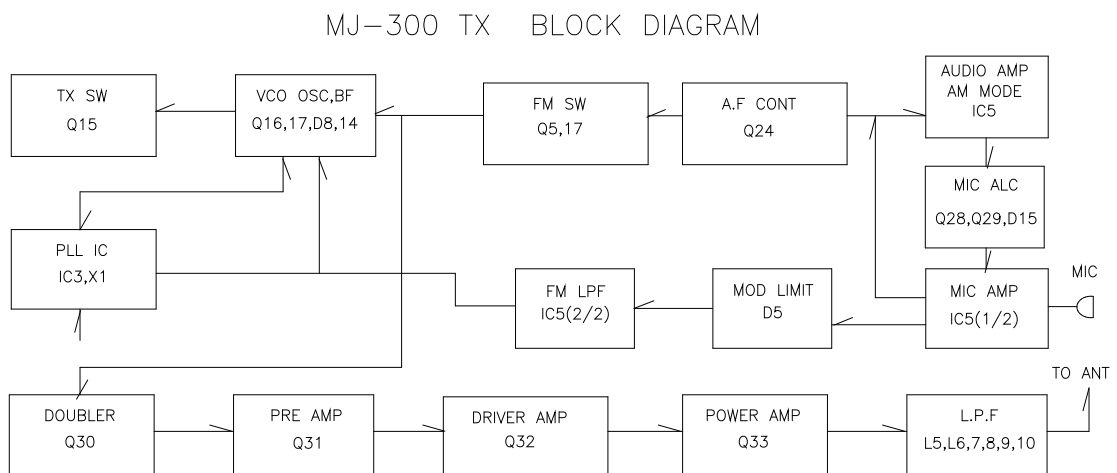 MJ-300 TX BLOCK DIAGRAM
TX SW
Q15
VCO OSC,BF
Q16,17,D8,14
FM SW
Q5,17
A.F CONT
Q24
AUDIO AMP
AM MODE
IC5
MIC ALC
Q28,Q29,D15
PLL IC
IC3,X1
FM LPF
IC5(2/2)
MOD LIMIT
D5
MIC AMP
IC5(1/2)
MIC
TO ANT
DOUBLER
Q30
PRE AMP
Q31
DRIVER AMP
Q32
POWER AMP
Q33
L.P.F
L5,L6,7,8,9,10